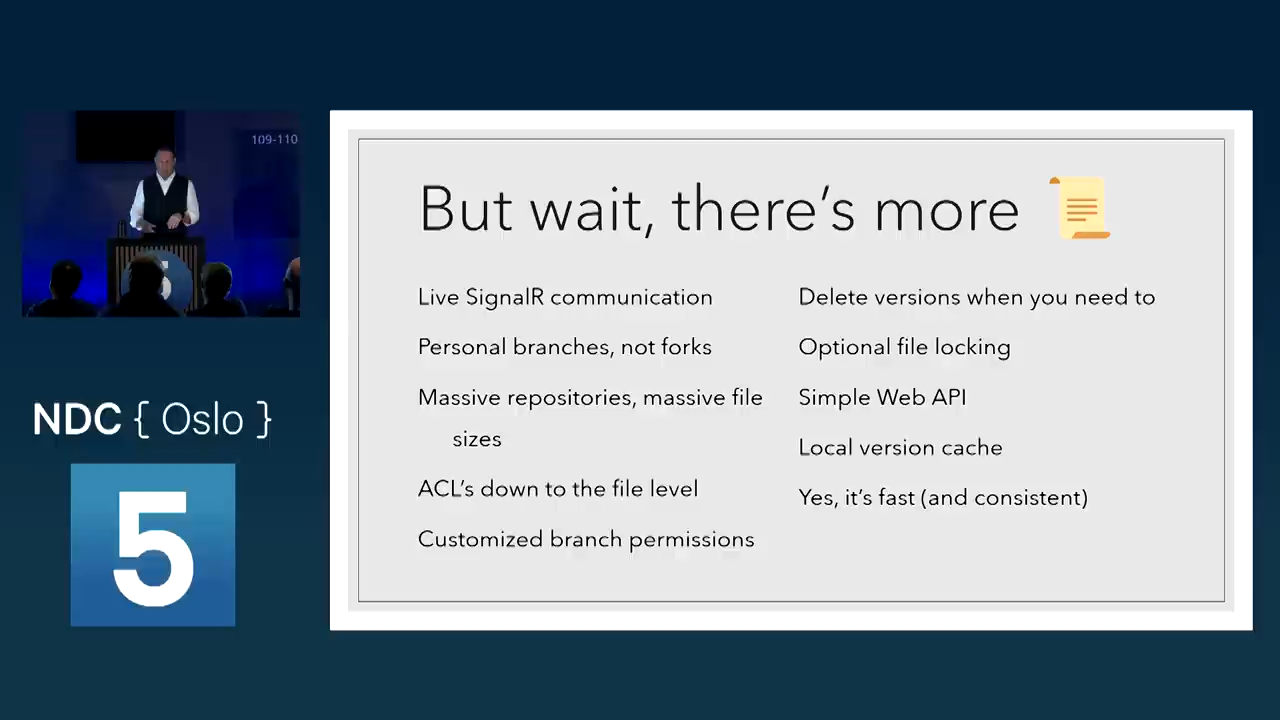 109-110
NDC { Oslo }
5
But wait, there's more
Live SignalR communication
Personal branches, not forks
Massive repositories, massive file
sizes
ACL's down to the file level
Customized branch permissions
Delete versions when you need to
Optional file locking
Simple Web API
Local version cache
Yes, it's fast (and consistent)